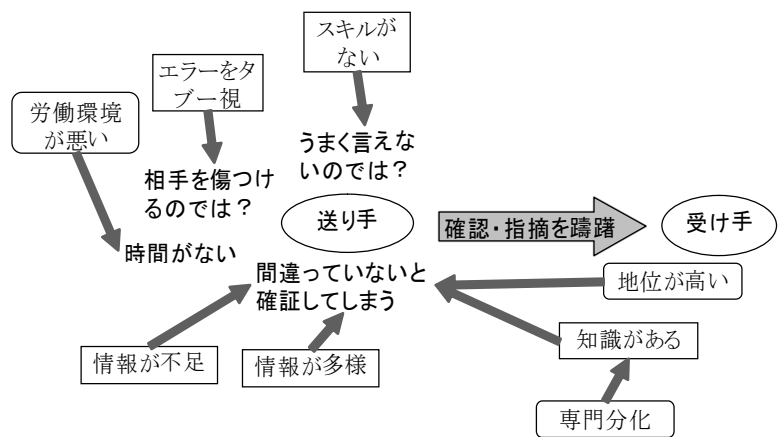 スキルが
ない
エラーをタ
ブー視
労働環境
が悪い
うまく言えな
いのでは？
相手を傷つけ
るのでは？
送り手
確認・指摘を躊躇
受け手
時間がない
間違っていないと
確証してしまう
地位が高い
知識がある
情報が不足
情報が多様
専門分化